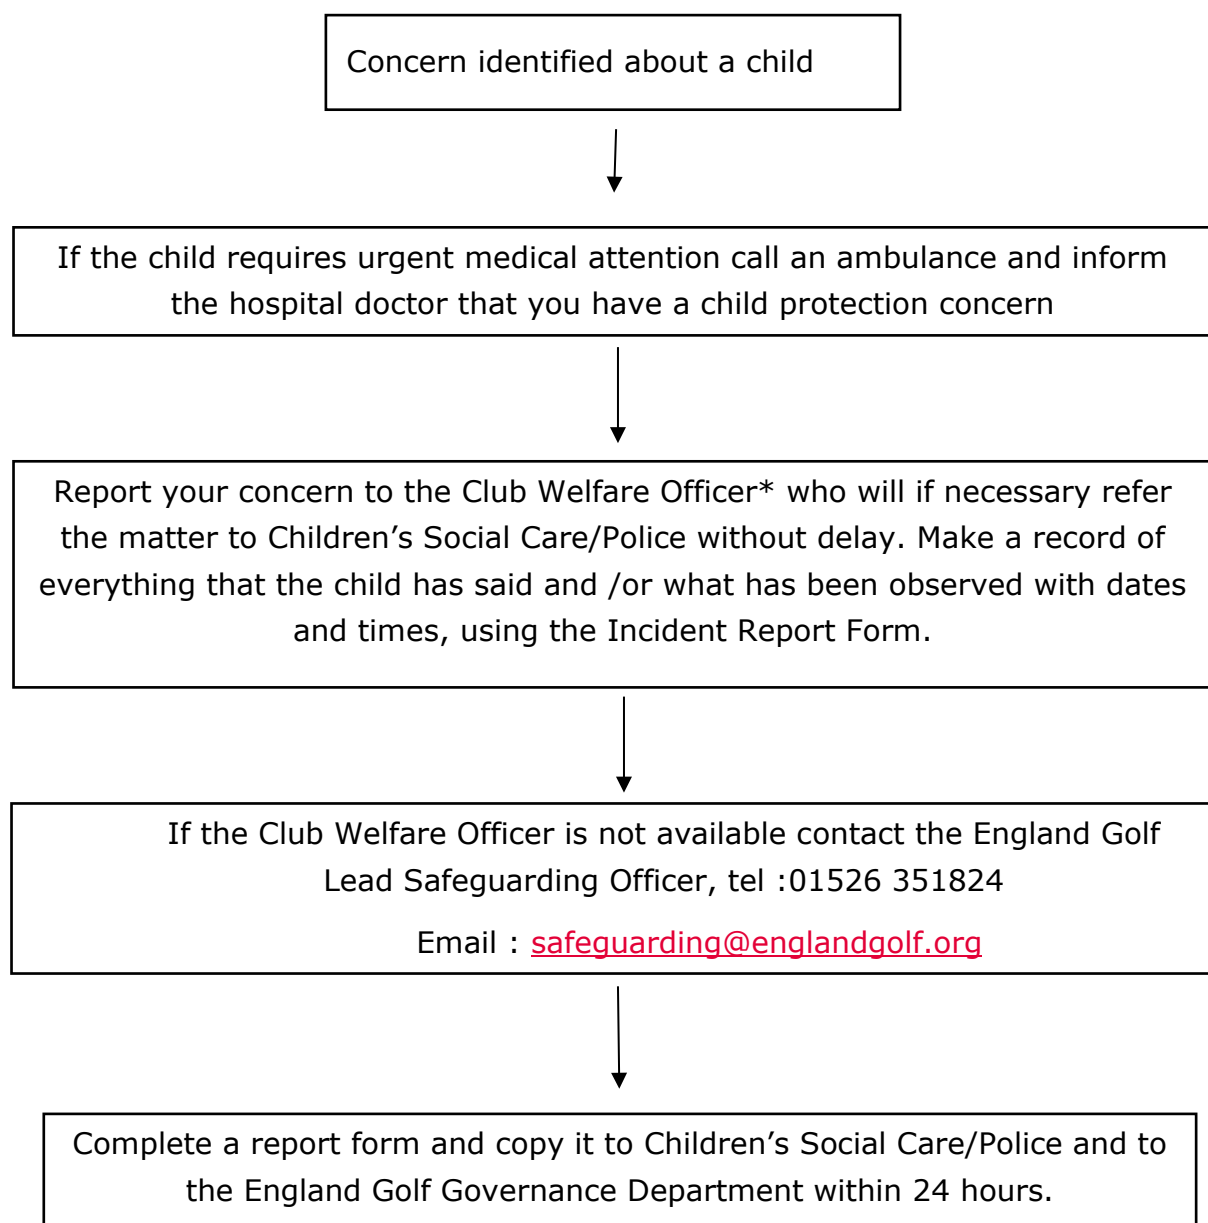 Concern identified about a child
If the child requires urgent medical attention call an ambulance and inform
the hospital doctor that you have a child protection concern
Report your concern to the Club Welfare Officer* who will if necessary refer
the matter to Children’s Social Care/Police without delay. Make a record of
everything that the child has said and /or what has been observed with dates
and times, using the Incident Report Form.
If the Club Welfare Officer is not available contact the England Golf
Lead Safeguarding Officer, tel :01526 351824
Email : safeguarding@englandgolf.org
Complete a report form and copy it to Children’s Social Care/Police and to
the England Golf Governance Department within 24 hours.